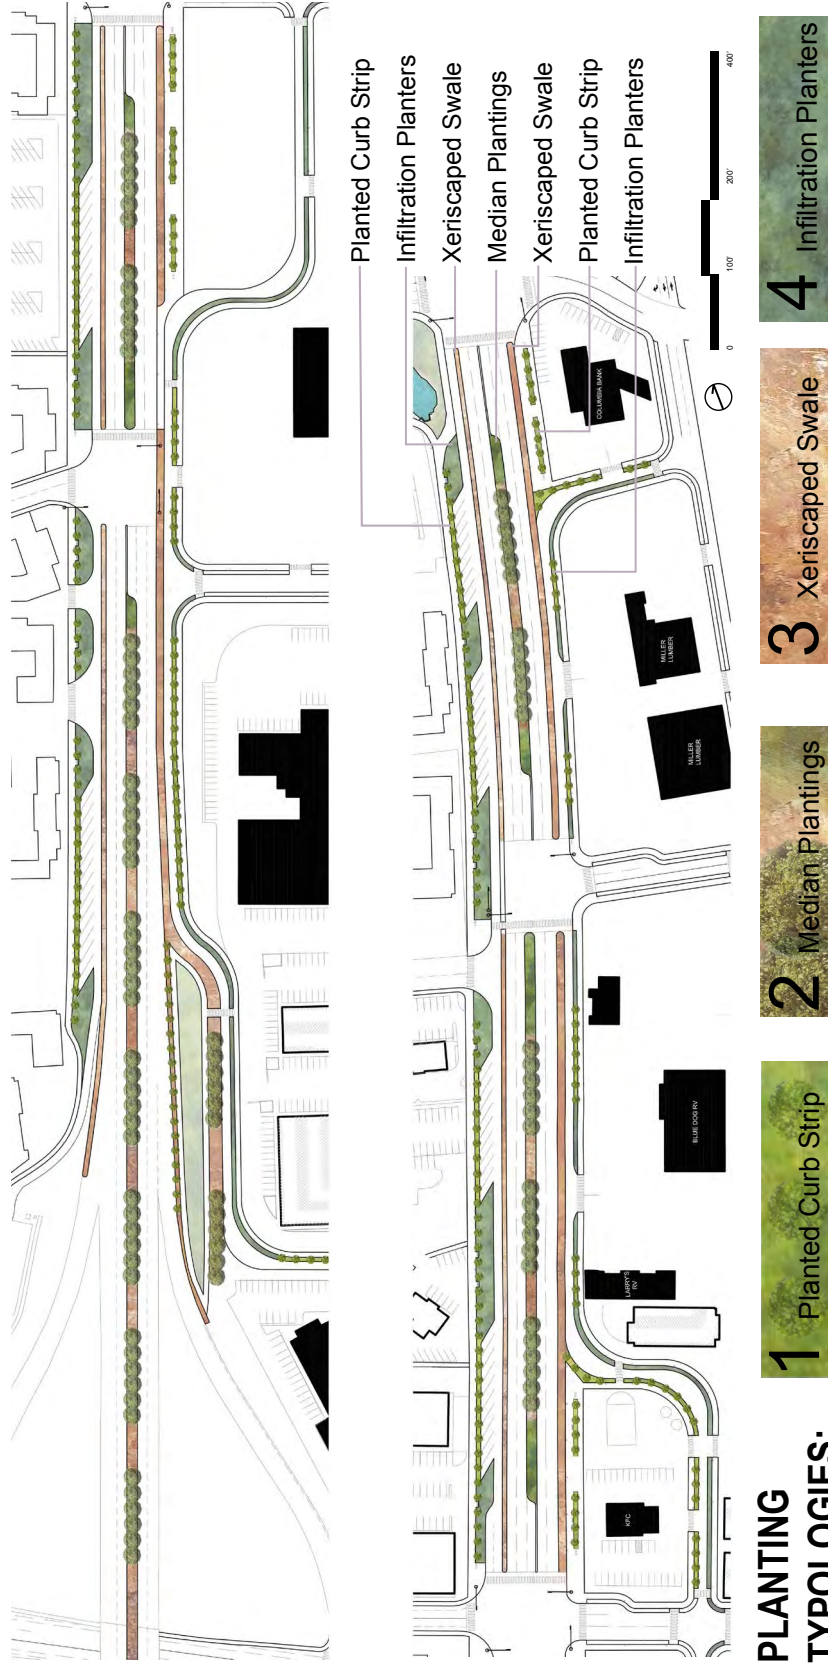 Planted Curb Strip
Infiltration Planters
Xeriscaped Swale
Median Plantings
Xeriscaped Swale
Planted Curb Strip
Infiltration Planters
0
100'
200'
400'
COLUMBIA BANK
MILLER
LUMBER
MILLER
LUMBER
BLUE DOG RV
LARRY'S
RV
KFC
PLANTING
TYPOLOGIES:
1 Planted Curb Strip
2 Median Plantings
3 Xeriscaped Swale
4 Infiltration Planters